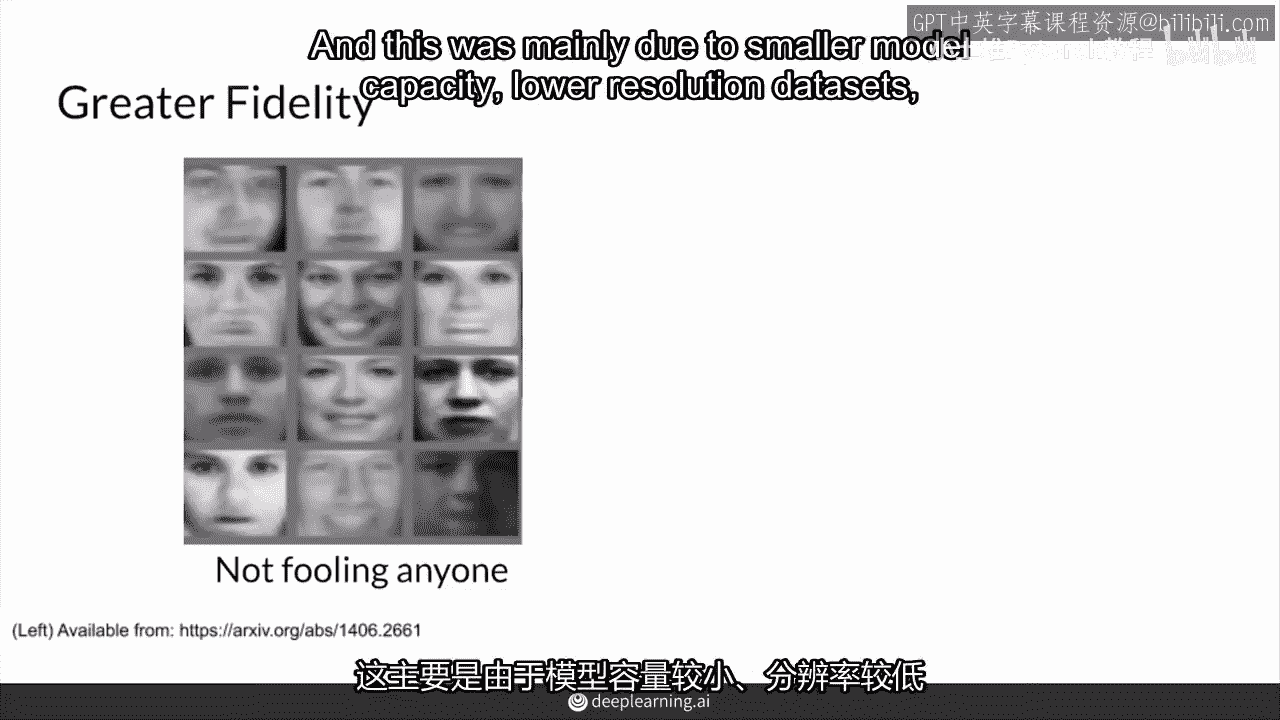 GPT中英字幕课程资源@bilibili.com
And this was mainly due to smaller model
capacity, lower resolution datasets,
Greater Fidelity
Not fooling anyone
(Left) Available from: https://arxiv.org/abs/1406.2661
这主要是由于模型容量较小、分辨率较低
deeplearning.ai